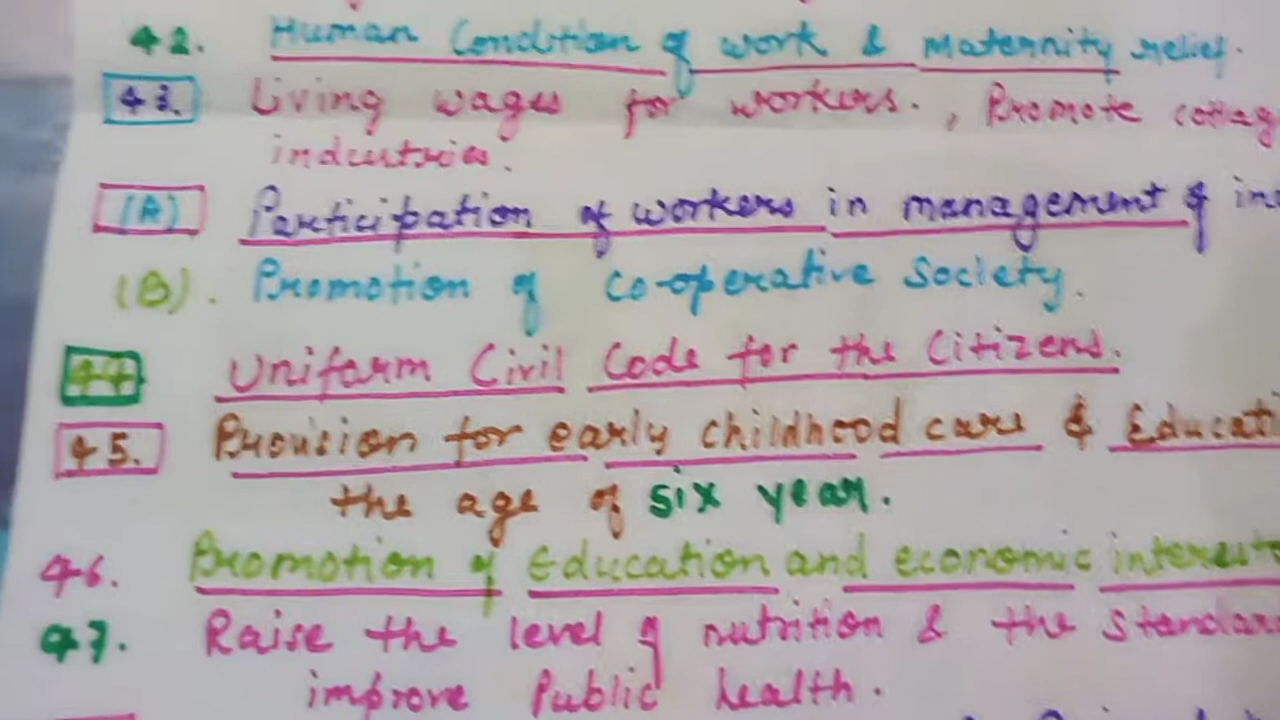 42. Human Condition of work & maternity relief.
43. Living wages for workers. , Promote cottag
industries.
(A) Participation of workers in management of in
(B). Promotion of co-operative Society.
44 Uniform Civil Code for the Citizens.
45. Provision for early childhood care & Educati
the age of six year.
46. Promotion of Education and economic interests
47. Raise the level of nutrition & the standar
improve Public health.